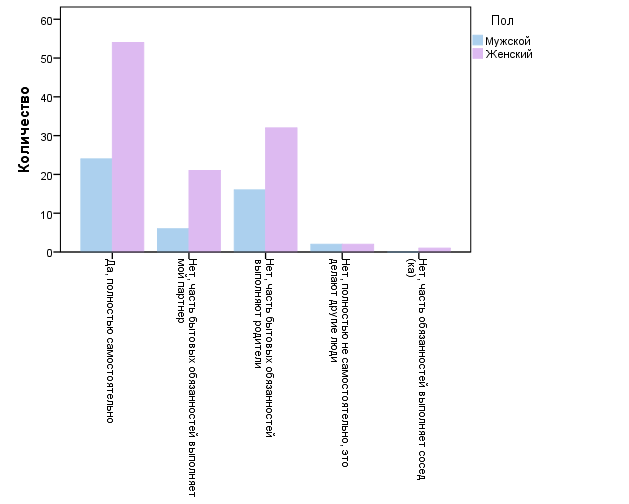 Пол
Мужской
Женский
Количество
60
50
40
30
20
10
0
Да, полностью самостоятельно
Нет, часть бытовых обязанностей выполняет
мой партнер
Нет, часть бытовых обязанностей
выполняют родители
Нет, полностью не самостоятельно, это
делают другие люди
Нет, часть обязанностей выполняет сосед
(ка)